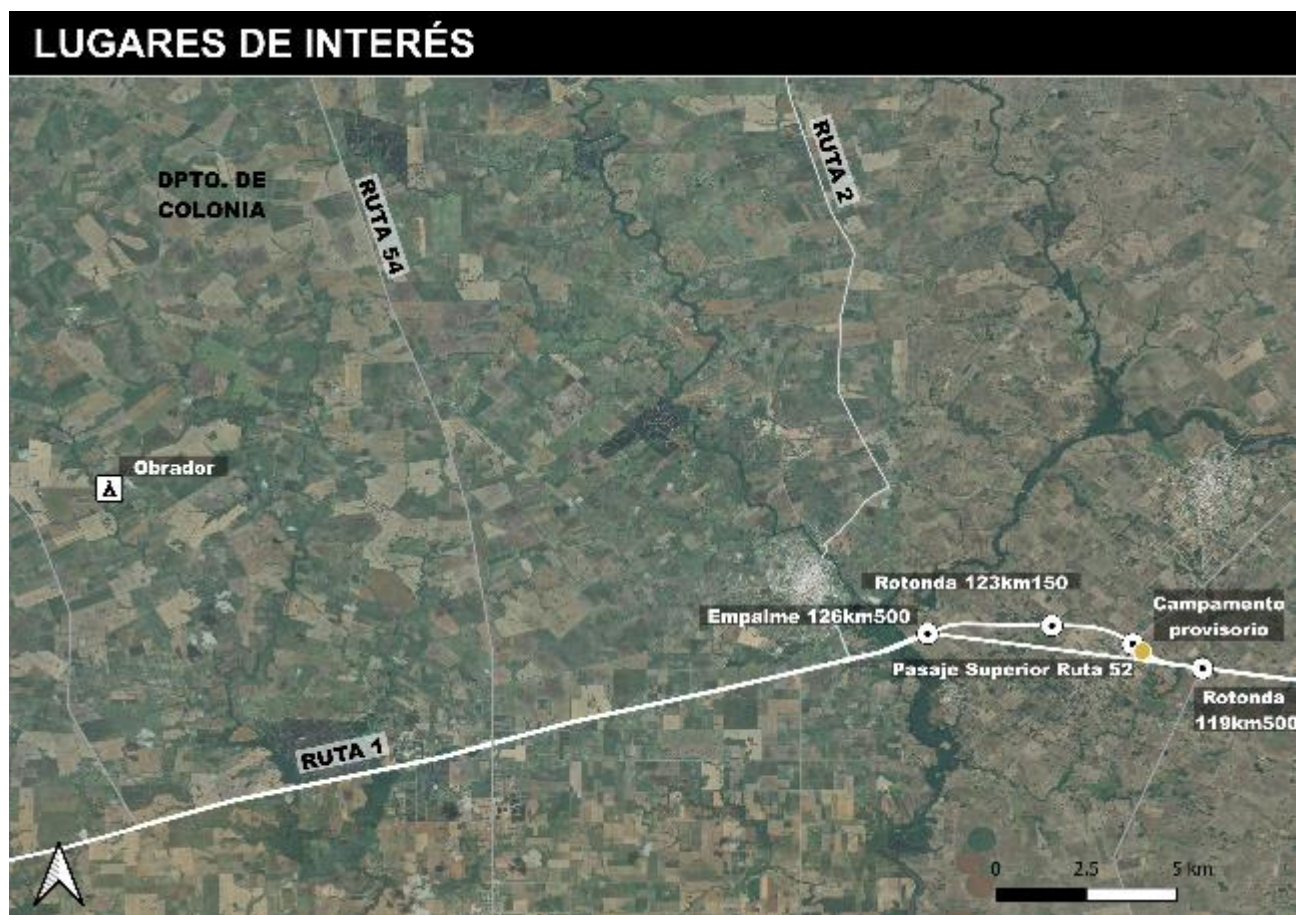 LUGARES DE INTERÉS
DPTO. DE
COLONIA
RUTA 54
RUTA 2
Obrador
Rotonda 123km150
Empalme 126km500
Campamento
provisorio
Pasaje Superior Ruta 52
Rotonda
119km500
RUTA 1
0 2.5 5 km